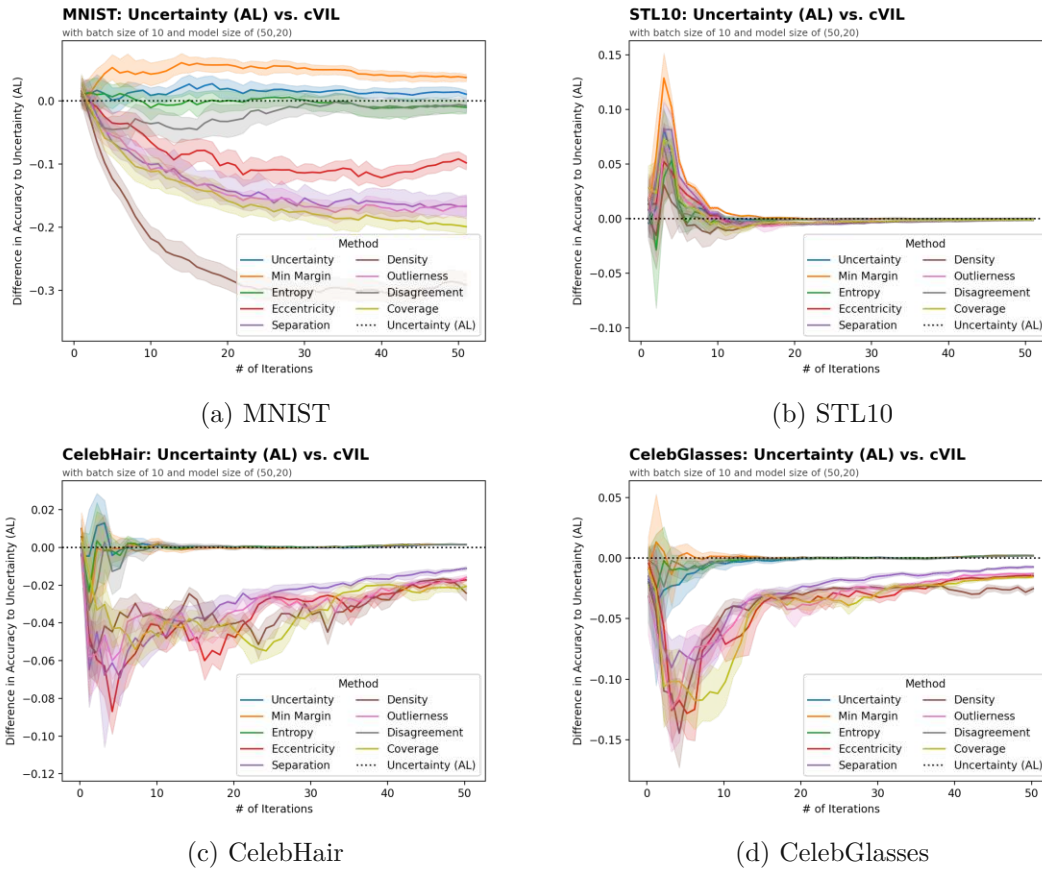 MNIST: Uncertainty (AL) vs. cVIL
with batch size of 10 and model size of (50,20)
Difference in Accuracy to Uncertainty (AL)
0.0
−0.1
−0.2
−0.3
0
10
20
30
40
50
# of Iterations
Method
Uncertainty
Min Margin
Entropy
Eccentricity
Separation
Density
Outlierness
Disagreement
Coverage
Uncertainty (AL)
(a) MNIST
STL10: Uncertainty (AL) vs. cVIL
with batch size of 10 and model size of (50,20)
Difference in Accuracy to Uncertainty (AL)
0.15
0.10
0.05
0.00
−0.05
−0.10
0
10
20
30
40
50
# of Iterations
Method
Uncertainty
Min Margin
Entropy
Eccentricity
Separation
Density
Outlierness
Disagreement
Coverage
Uncertainty (AL)
(b) STL10
CelebHair: Uncertainty (AL) vs. cVIL
with batch size of 10 and model size of (50,20)
Difference in Accuracy to Uncertainty (AL)
0.02
0.00
−0.02
−0.04
−0.06
−0.08
−0.10
−0.12
0
10
20
30
40
50
# of Iterations
Method
Uncertainty
Min Margin
Entropy
Eccentricity
Separation
Density
Outlierness
Disagreement
Coverage
Uncertainty (AL)
(c) CelebHair
CelebGlasses: Uncertainty (AL) vs. cVIL
with batch size of 10 and model size of (50,20)
Difference in Accuracy to Uncertainty (AL)
0.05
0.00
−0.05
−0.10
−0.15
0
10
20
30
40
50
# of Iterations
Method
Uncertainty
Min Margin
Entropy
Eccentricity
Separation
Density
Outlierness
Disagreement
Coverage
Uncertainty (AL)
(d) CelebGlasses